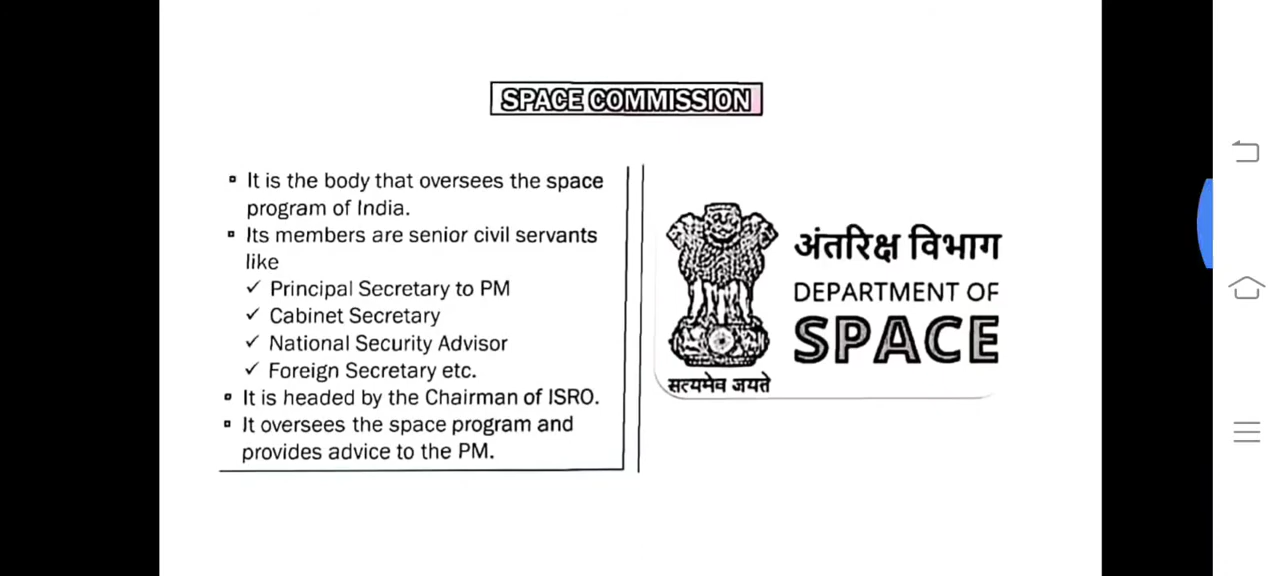 SPACE COMMISSION
▫ It is the body that oversees the space
program of India.
▫ Its members are senior civil servants
like
✓ Principal Secretary to PM
✓ Cabinet Secretary
✓ National Security Advisor
✓ Foreign Secretary etc.
▫ It is headed by the Chairman of ISRO.
▫ It oversees the space program and
provides advice to the PM.
अंतरिक्ष विभाग
DEPARTMENT OF
SPACE
सत्यमेव जयते